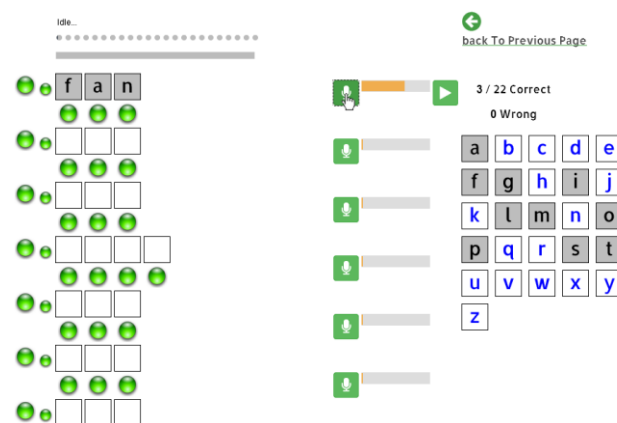 Idle...
back To Previous Page
f a n
3 / 22 Correct
0 Wrong
a b c d e
f g h i j
k l m n o
p q r s t
u v w x y
z